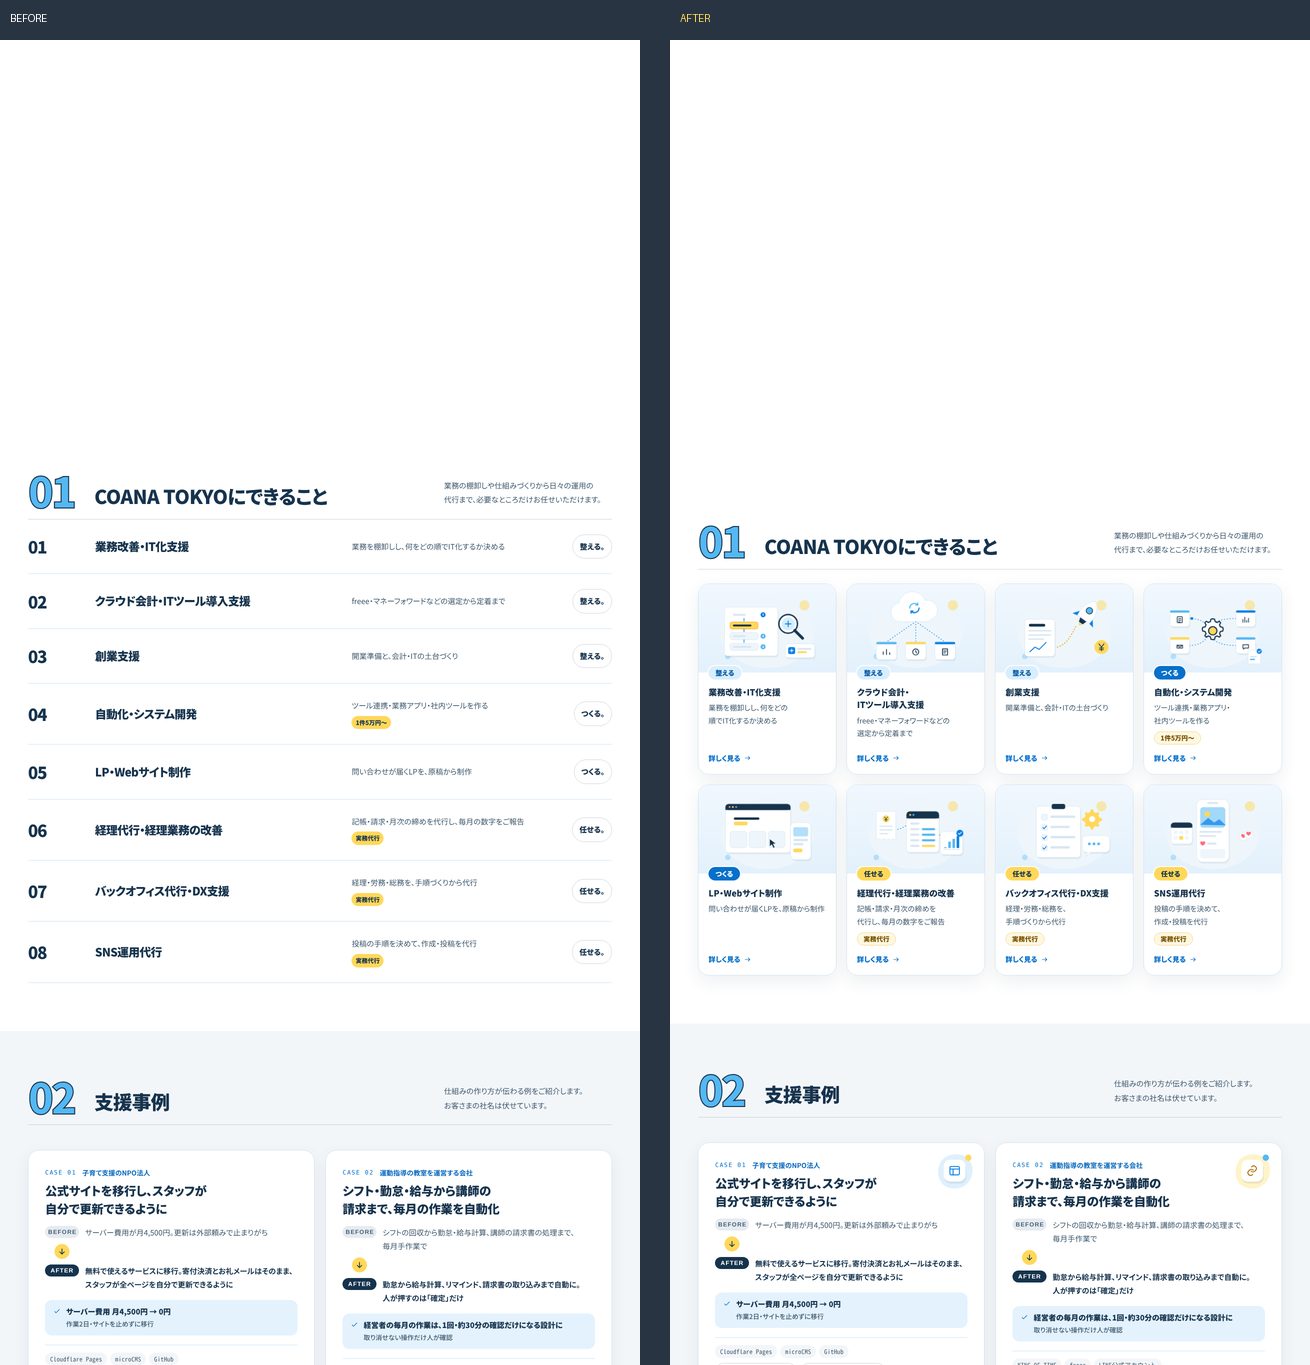 BEFORE
01
COANA TOKYOにできること
業務の棚卸しや仕組みづくりから日々の運用の
代行まで、必要なところだけお任せいただけます。
01
業務改善・IT化支援
業務を棚卸しし、何をどの順でIT化するか決める
整える。
02
クラウド会計・ITツール導入支援
freee・マネーフォワードなどの選定から定着まで
整える。
03
創業支援
開業準備と、会計・ITの土台づくり
整える。
04
自動化・システム開発
ツール連携・業務アプリ・社内ツールを作る
1件5万円〜
つくる。
05
LP・Webサイト制作
問い合わせが届くLPを、原稿から制作
つくる。
06
経理代行・経理業務の改善
記帳・請求・月次の締めを代行し、毎月の数字をご報告
実務代行
任せる。
07
バックオフィス代行・DX支援
経理・労務・総務を、手順づくりから代行
実務代行
任せる。
08
SNS運用代行
投稿の手順を決めて、作成・投稿を代行
実務代行
任せる。
02
支援事例
仕組みの作り方が伝わる例をご紹介します。
お客さまの社名は伏せています。
CASE 01 子育て支援のNPO法人
公式サイトを移行し、スタッフが
自分で更新できるように
BEFORE サーバー費用が月4,500円。更新は外部頼みで止まりがち
AFTER 無料で使えるサービスに移行。寄付決済とお礼メールはそのまま、
スタッフが全ページを自分で更新できるように
サーバー費用 月4,500円 → 0円
作業2日・サイトを止めずに移行
Cloudflare Pages microCMS GitHub
CASE 02 運動指導の教室を運営する会社
シフト・勤怠・給与から講師の
請求まで、毎月の作業を自動化
BEFORE シフトの回収から勤怠・給与計算、講師の請求書の処理まで、
毎月手作業で
AFTER 勤怠から給与計算、リマインド、請求書の取り込みまで自動に。
人が押すのは「確定」だけ
経営者の毎月の作業は、1回・約30分の確認だけになる設計に
取り消せない操作だけ人が確認
AFTER
01
COANA TOKYOにできること
業務の棚卸しや仕組みづくりから日々の運用の
代行まで、必要なところだけお任せいただけます。
整える
業務改善・IT化支援
業務を棚卸しし、何をどの
順でIT化するか決める
詳しく見る →
整える
クラウド会計・
ITツール導入支援
freee・マネーフォワードなどの
選定から定着まで
詳しく見る →
整える
創業支援
開業準備と、会計・ITの土台づくり
詳しく見る →
つくる
自動化・システム開発
ツール連携・業務アプリ・
社内ツールを作る
1件5万円〜
詳しく見る →
つくる
LP・Webサイト制作
問い合わせが届くLPを、原稿から制作
詳しく見る →
任せる
経理代行・経理業務の改善
記帳・請求・月次の締めを
代行し、毎月の数字をご報告
実務代行
詳しく見る →
任せる
バックオフィス代行・DX支援
経理・労務・総務を、
手順づくりから代行
実務代行
詳しく見る →
任せる
SNS運用代行
投稿の手順を決めて、
作成・投稿を代行
実務代行
詳しく見る →
02
支援事例
仕組みの作り方が伝わる例をご紹介します。
お客さまの社名は伏せています。
CASE 01 子育て支援のNPO法人
公式サイトを移行し、スタッフが
自分で更新できるように
BEFORE サーバー費用が月4,500円。更新は外部頼みで止まりがち
AFTER 無料で使えるサービスに移行。寄付決済とお礼メールはそのまま、
スタッフが全ページを自分で更新できるように
サーバー費用 月4,500円 → 0円
作業2日・サイトを止めずに移行
Cloudflare Pages microCMS GitHub
CASE 02 運動指導の教室を運営する会社
シフト・勤怠・給与から講師の
請求まで、毎月の作業を自動化
BEFORE シフトの回収から勤怠・給与計算、講師の請求書の処理まで、
毎月手作業で
AFTER 勤怠から給与計算、リマインド、請求書の取り込みまで自動に。
人が押すのは「確定」だけ
経営者の毎月の作業は、1回・約30分の確認だけになる設計に
取り消せない操作だけ人が確認